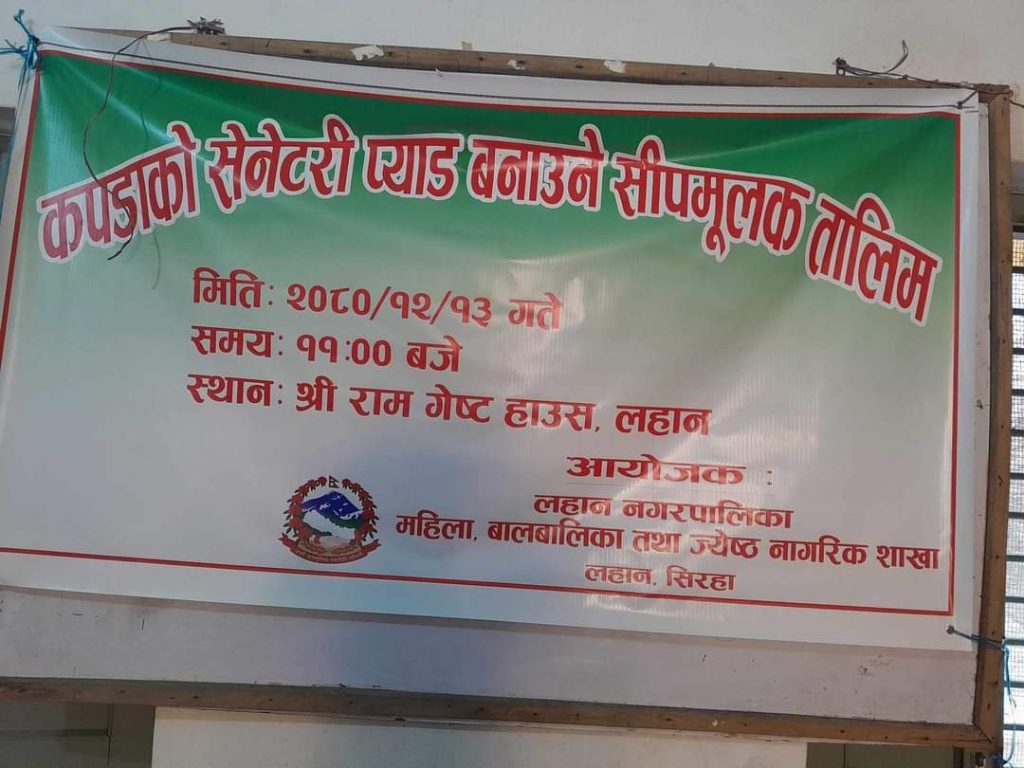 कपडाको सेनेटरी प्याड बनाउने सीपमूलक तालिम
मिति: २०८०/१२/१३ गते
समय: ११:०० बजे
स्थान: श्री राम गेष्ट हाउस, लहान
आयोजक :
लहान नगरपालिका
महिला, बालबालिका तथा ज्येष्ठ नागरिक शाखा
लहान, सिरहा